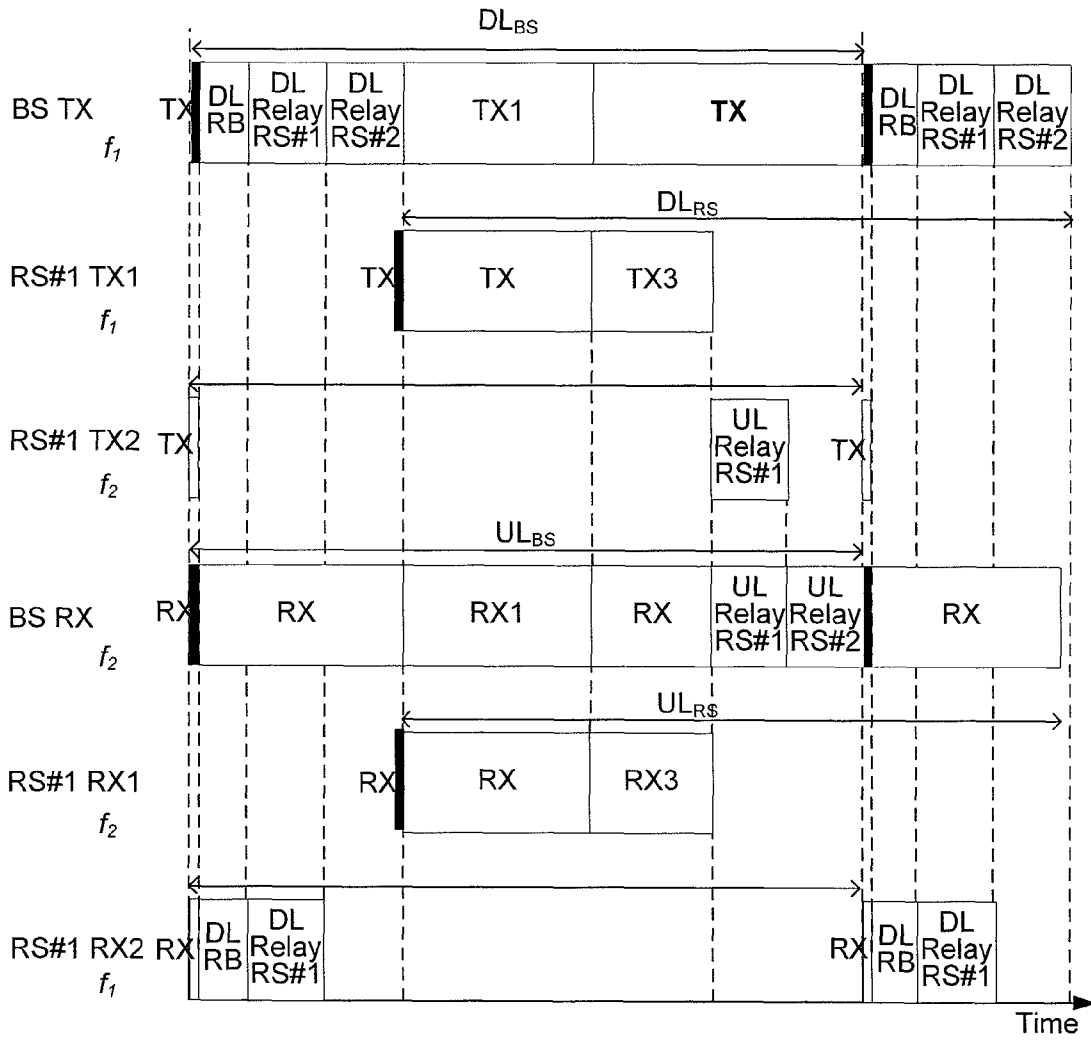 DLBS
BS TX
f1
TX
DL
RB
DL
Relay
RS#1
DL
Relay
RS#2
TX1
TX
DL
RB
DL
Relay
RS#1
DL
Relay
RS#2
DLRS
RS#1 TX1
f1
TX
TX
TX3
RS#1 TX2
f2
TX
UL
Relay
RS#1
TX
ULBS
BS RX
f2
RX
RX
RX1
RX
UL
Relay
RS#1
UL
Relay
RS#2
RX
ULRS
RS#1 RX1
f2
RX
RX
RX3
RS#1 RX2
f1
RX
DL
RB
DL
Relay
RS#1
RX
DL
RB
DL
Relay
RS#1
Time